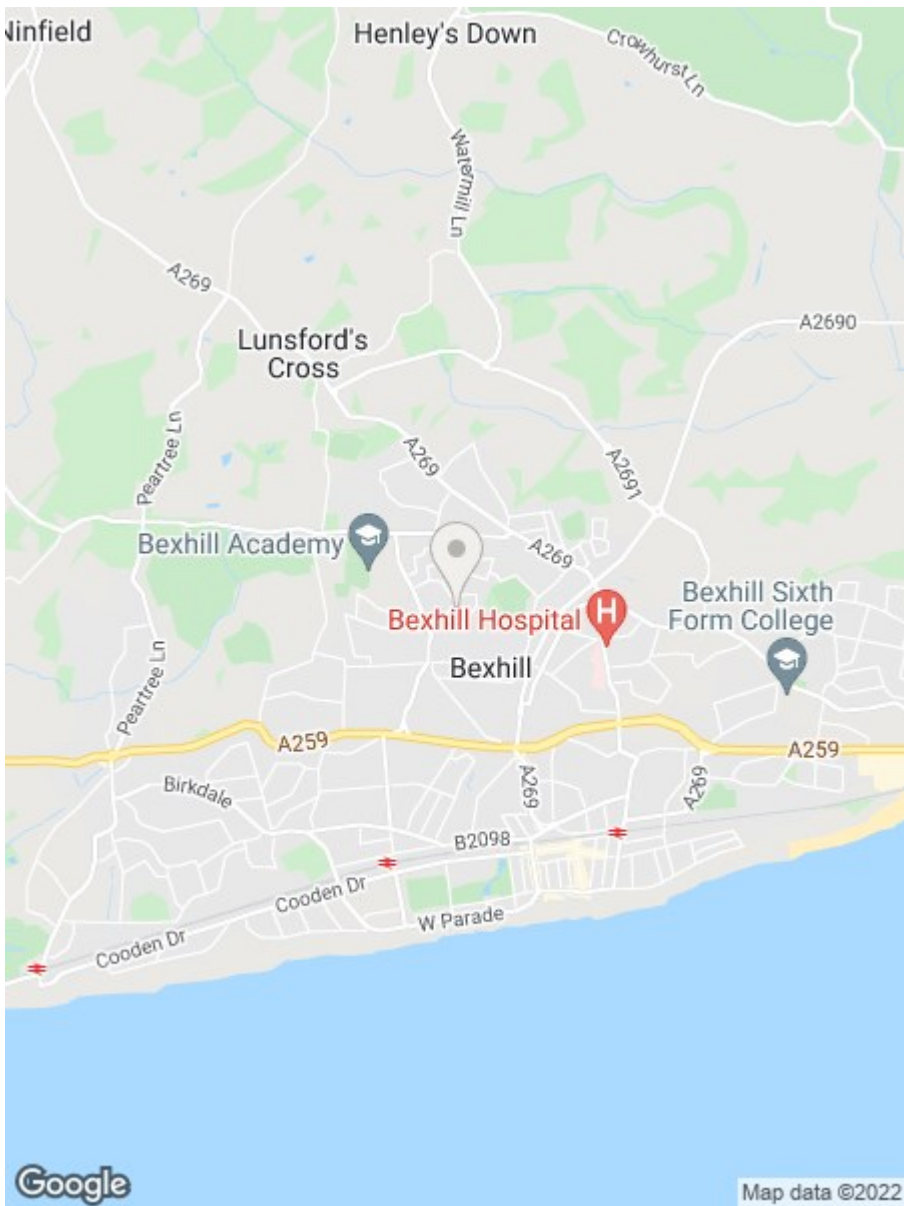 Ninfield
Henley's Down
Crowhurst Ln
Watermill Ln
A269
A2690
Lunsford's
Cross
Peartree Ln
A269
A2691
Bexhill Academy
A269
Bexhill Sixth
Form College
Bexhill Hospital
H
Bexhill
Peartree Ln
A259
A259
Birkdale
A269
A269
B2098
Cooden Dr
W Parade
Cooden Dr
Google
Map data ©2022